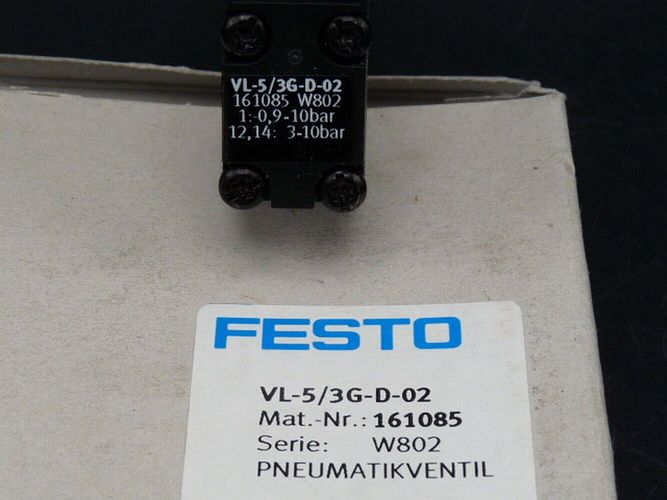 VL-5/3G-D-02
161085 W802
1:-0,9-10bar
12,14: 3-10bar
FESTO
VL-5/3G-D-02
Mat.-Nr.: 161085
Serie: W802
PNEUMATIKVENTIL